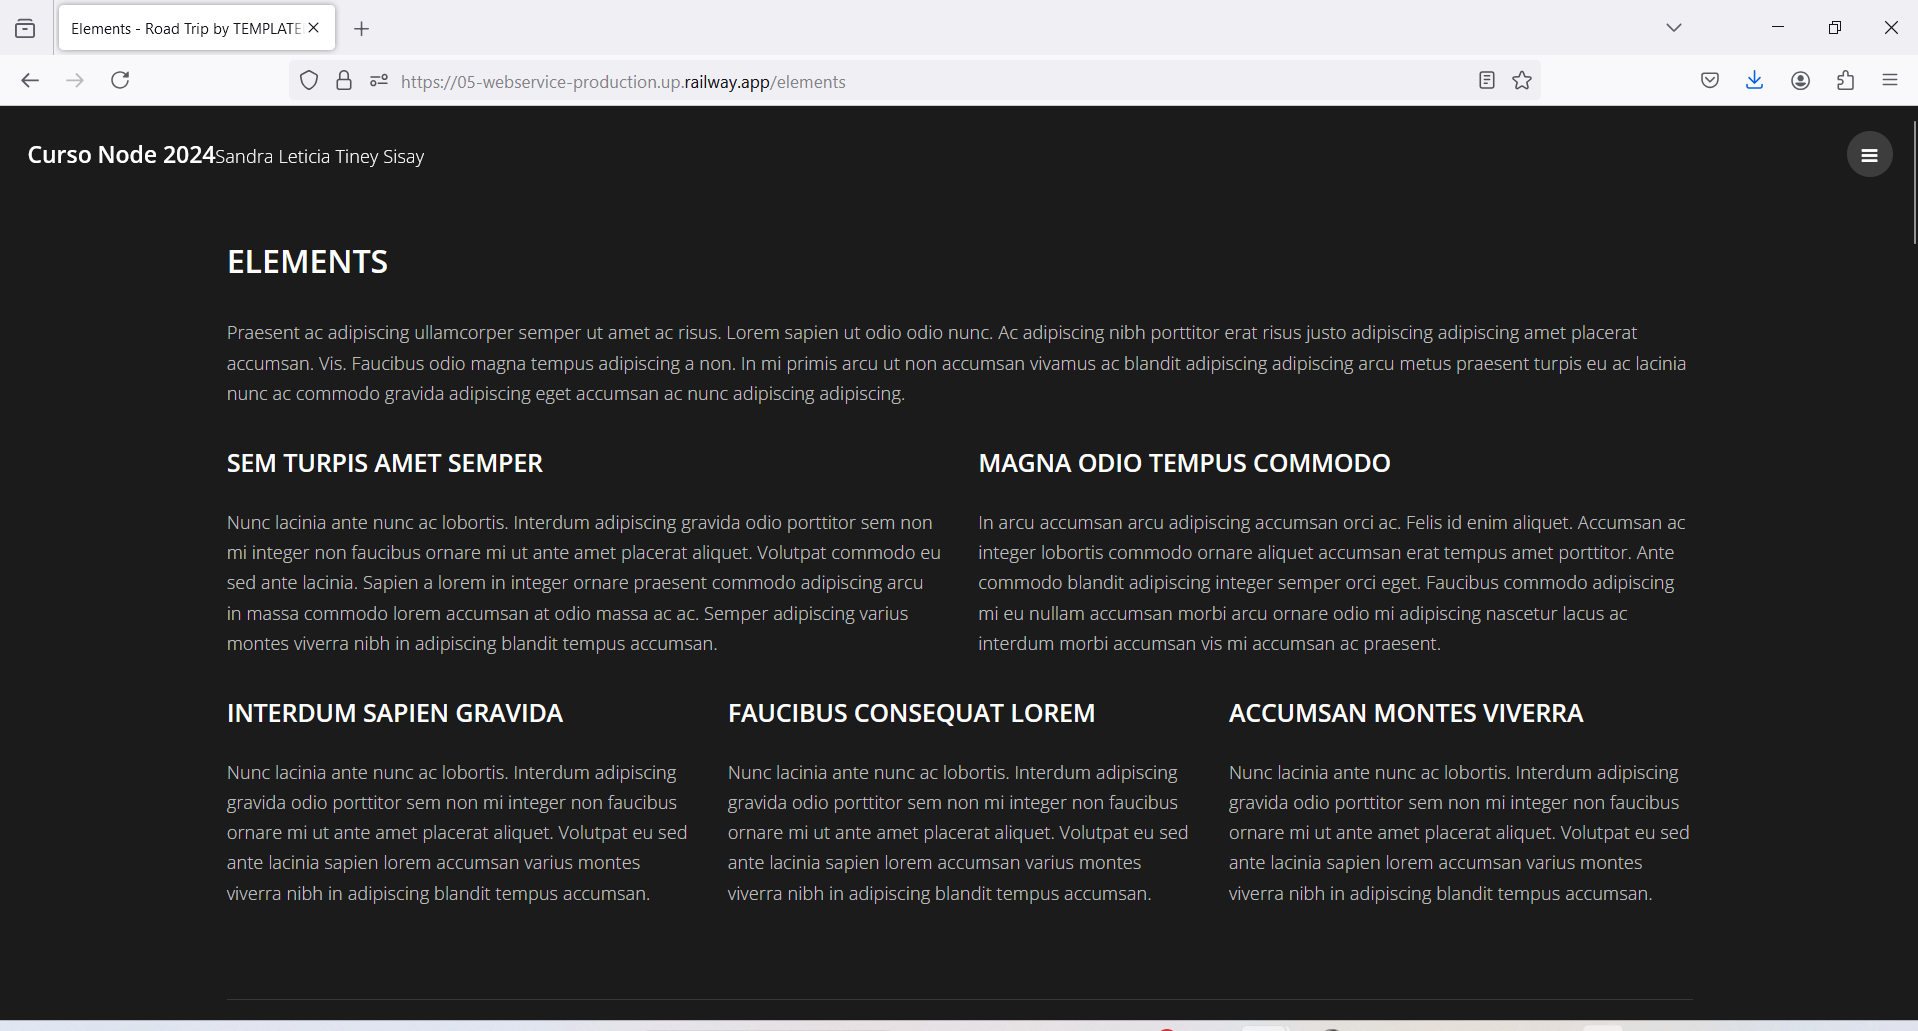 Elements - Road Trip by TEMPLATE
https://05-webservice-production.up.railway.app/elements
Curso Node 2024Sandra Leticia Tiney Sisay
ELEMENTS
Praesent ac adipiscing ullamcorper semper ut amet ac risus. Lorem sapien ut odio odio nunc. Ac adipiscing nibh porttitor erat risus justo adipiscing adipiscing amet placerat
accumsan. Vis. Faucibus odio magna tempus adipiscing a non. In mi primis arcu ut non accumsan vivamus ac blandit adipiscing adipiscing arcu metus praesent turpis eu ac lacinia
nunc ac commodo gravida adipiscing eget accumsan ac nunc adipiscing adipiscing.
SEM TURPIS AMET SEMPER
Nunc lacinia ante nunc ac lobortis. Interdum adipiscing gravida odio porttitor sem non
mi integer non faucibus ornare mi ut ante amet placerat aliquet. Volutpat commodo eu
sed ante lacinia. Sapien a lorem in integer ornare praesent commodo adipiscing arcu
in massa commodo lorem accumsan at odio massa ac ac. Semper adipiscing varius
montes viverra nibh in adipiscing blandit tempus accumsan.
MAGNA ODIO TEMPUS COMMODO
In arcu accumsan arcu adipiscing accumsan orci ac. Felis id enim aliquet. Accumsan ac
integer lobortis commodo ornare aliquet accumsan erat tempus amet porttitor. Ante
commodo blandit adipiscing integer semper orci eget. Faucibus commodo adipiscing
mi eu nullam accumsan morbi arcu ornare odio mi adipiscing nascetur lacus ac
interdum morbi accumsan vis mi accumsan ac praesent.
INTERDUM SAPIEN GRAVIDA
Nunc lacinia ante nunc ac lobortis. Interdum adipiscing
gravida odio porttitor sem non mi integer non faucibus
ornare mi ut ante amet placerat aliquet. Volutpat eu sed
ante lacinia sapien lorem accumsan varius montes
viverra nibh in adipiscing blandit tempus accumsan.
FAUCIBUS CONSEQUAT LOREM
Nunc lacinia ante nunc ac lobortis. Interdum adipiscing
gravida odio porttitor sem non mi integer non faucibus
ornare mi ut ante amet placerat aliquet. Volutpat eu sed
ante lacinia sapien lorem accumsan varius montes
viverra nibh in adipiscing blandit tempus accumsan.
ACCUMSAN MONTES VIVERRA
Nunc lacinia ante nunc ac lobortis. Interdum adipiscing
gravida odio porttitor sem non mi integer non faucibus
ornare mi ut ante amet placerat aliquet. Volutpat eu sed
ante lacinia sapien lorem accumsan varius montes
viverra nibh in adipiscing blandit tempus accumsan.